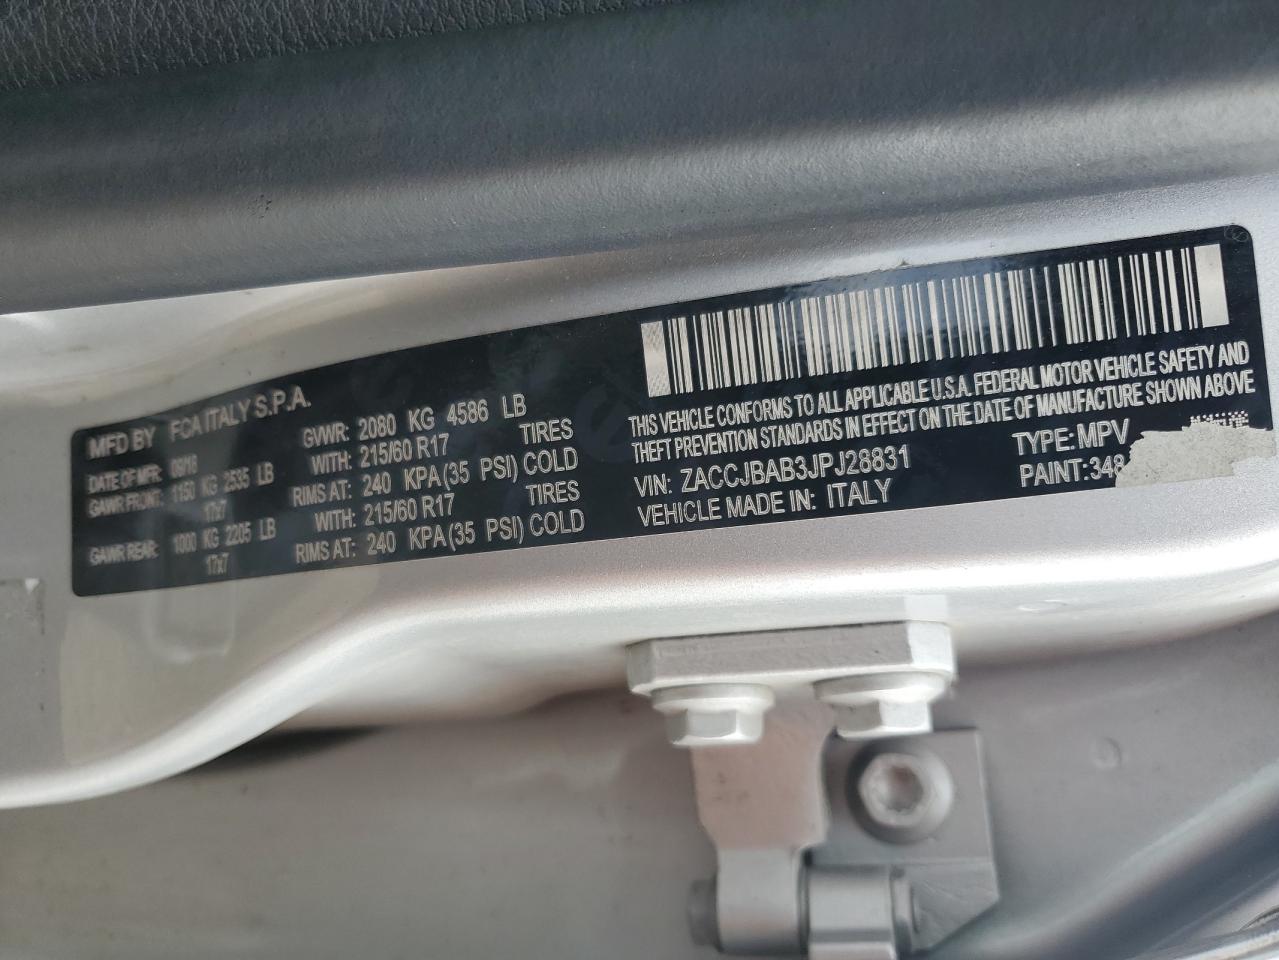 MFD BY FCA ITALY S.P.A.
DATE OF MFR: 09/18 GVWR: 2080 KG 4586 LB
GAWR FRONT: 1150 KG 2535 LB WITH: 215/60 R17 TIRES
17x7 RIMS AT: 240 KPA(35 PSI) COLD
GAWR REAR: 1000 KG 2205 LB WITH: 215/60 R17 TIRES
17x7 RIMS AT: 240 KPA(35 PSI) COLD
THIS VEHICLE CONFORMS TO ALL APPLICABLE U.S.A. FEDERAL MOTOR VEHICLE SAFETY AND
THEFT PREVENTION STANDARDS IN EFFECT ON THE DATE OF MANUFACTURE SHOWN ABOVE
VIN: ZACCJBAB3JPJ28831 TYPE: MPV
VEHICLE MADE IN: ITALY PAINT: 348